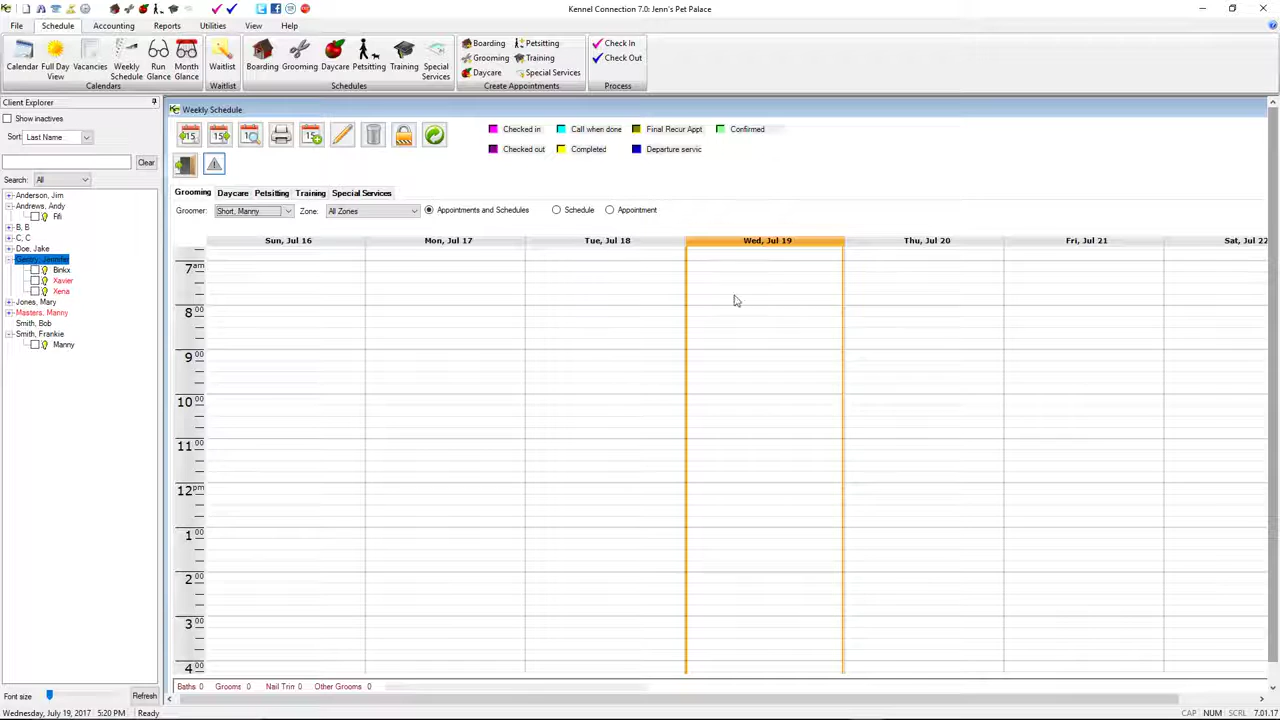 Kennel Connection 7.0: Jenn's Pet Palace
File Schedule Accounting Reports Utilities View Help
Calendar Full Day View Vacancies Weekly Schedule Run Glance Month Glance
Calendars
Waitlist
Waitlist
Boarding Grooming Daycare Petsitting Training Special Services
Schedules
Boarding Petsitting
Grooming Training
Daycare Special Services
Create Appointments
Check In
Check Out
Process
Client Explorer
Show inactives
Sort: Last Name
Clear
Search: All
Anderson, Jim
Andrews, Andy
Fifi
B, B
C, C
Doe, Jake
Gentry, Jennifer
Binkx
Xavier
Xena
Jones, Mary
Masters, Manny
Smith, Bob
Smith, Frankie
Manny
Font size Refresh
Weekly Schedule
Checked in Call when done Final Recur Appt Confirmed
Checked out Completed Departure servic
Grooming Daycare Petsitting Training Special Services
Groomer: Short, Manny Zone: All Zones Appointments and Schedules Schedule Appointment
Sun, Jul 16 Mon, Jul 17 Tue, Jul 18 Wed, Jul 19 Thu, Jul 20 Fri, Jul 21 Sat, Jul 22
7 am
8 00
9 00
10 00
11 00
12 pm
1 00
2 00
3 00
4 00
Baths 0 Grooms 0 Nail Trim 0 Other Grooms 0
Wednesday, July 19, 2017 5:20 PM Ready CAP NUM SCRL 7.01.17